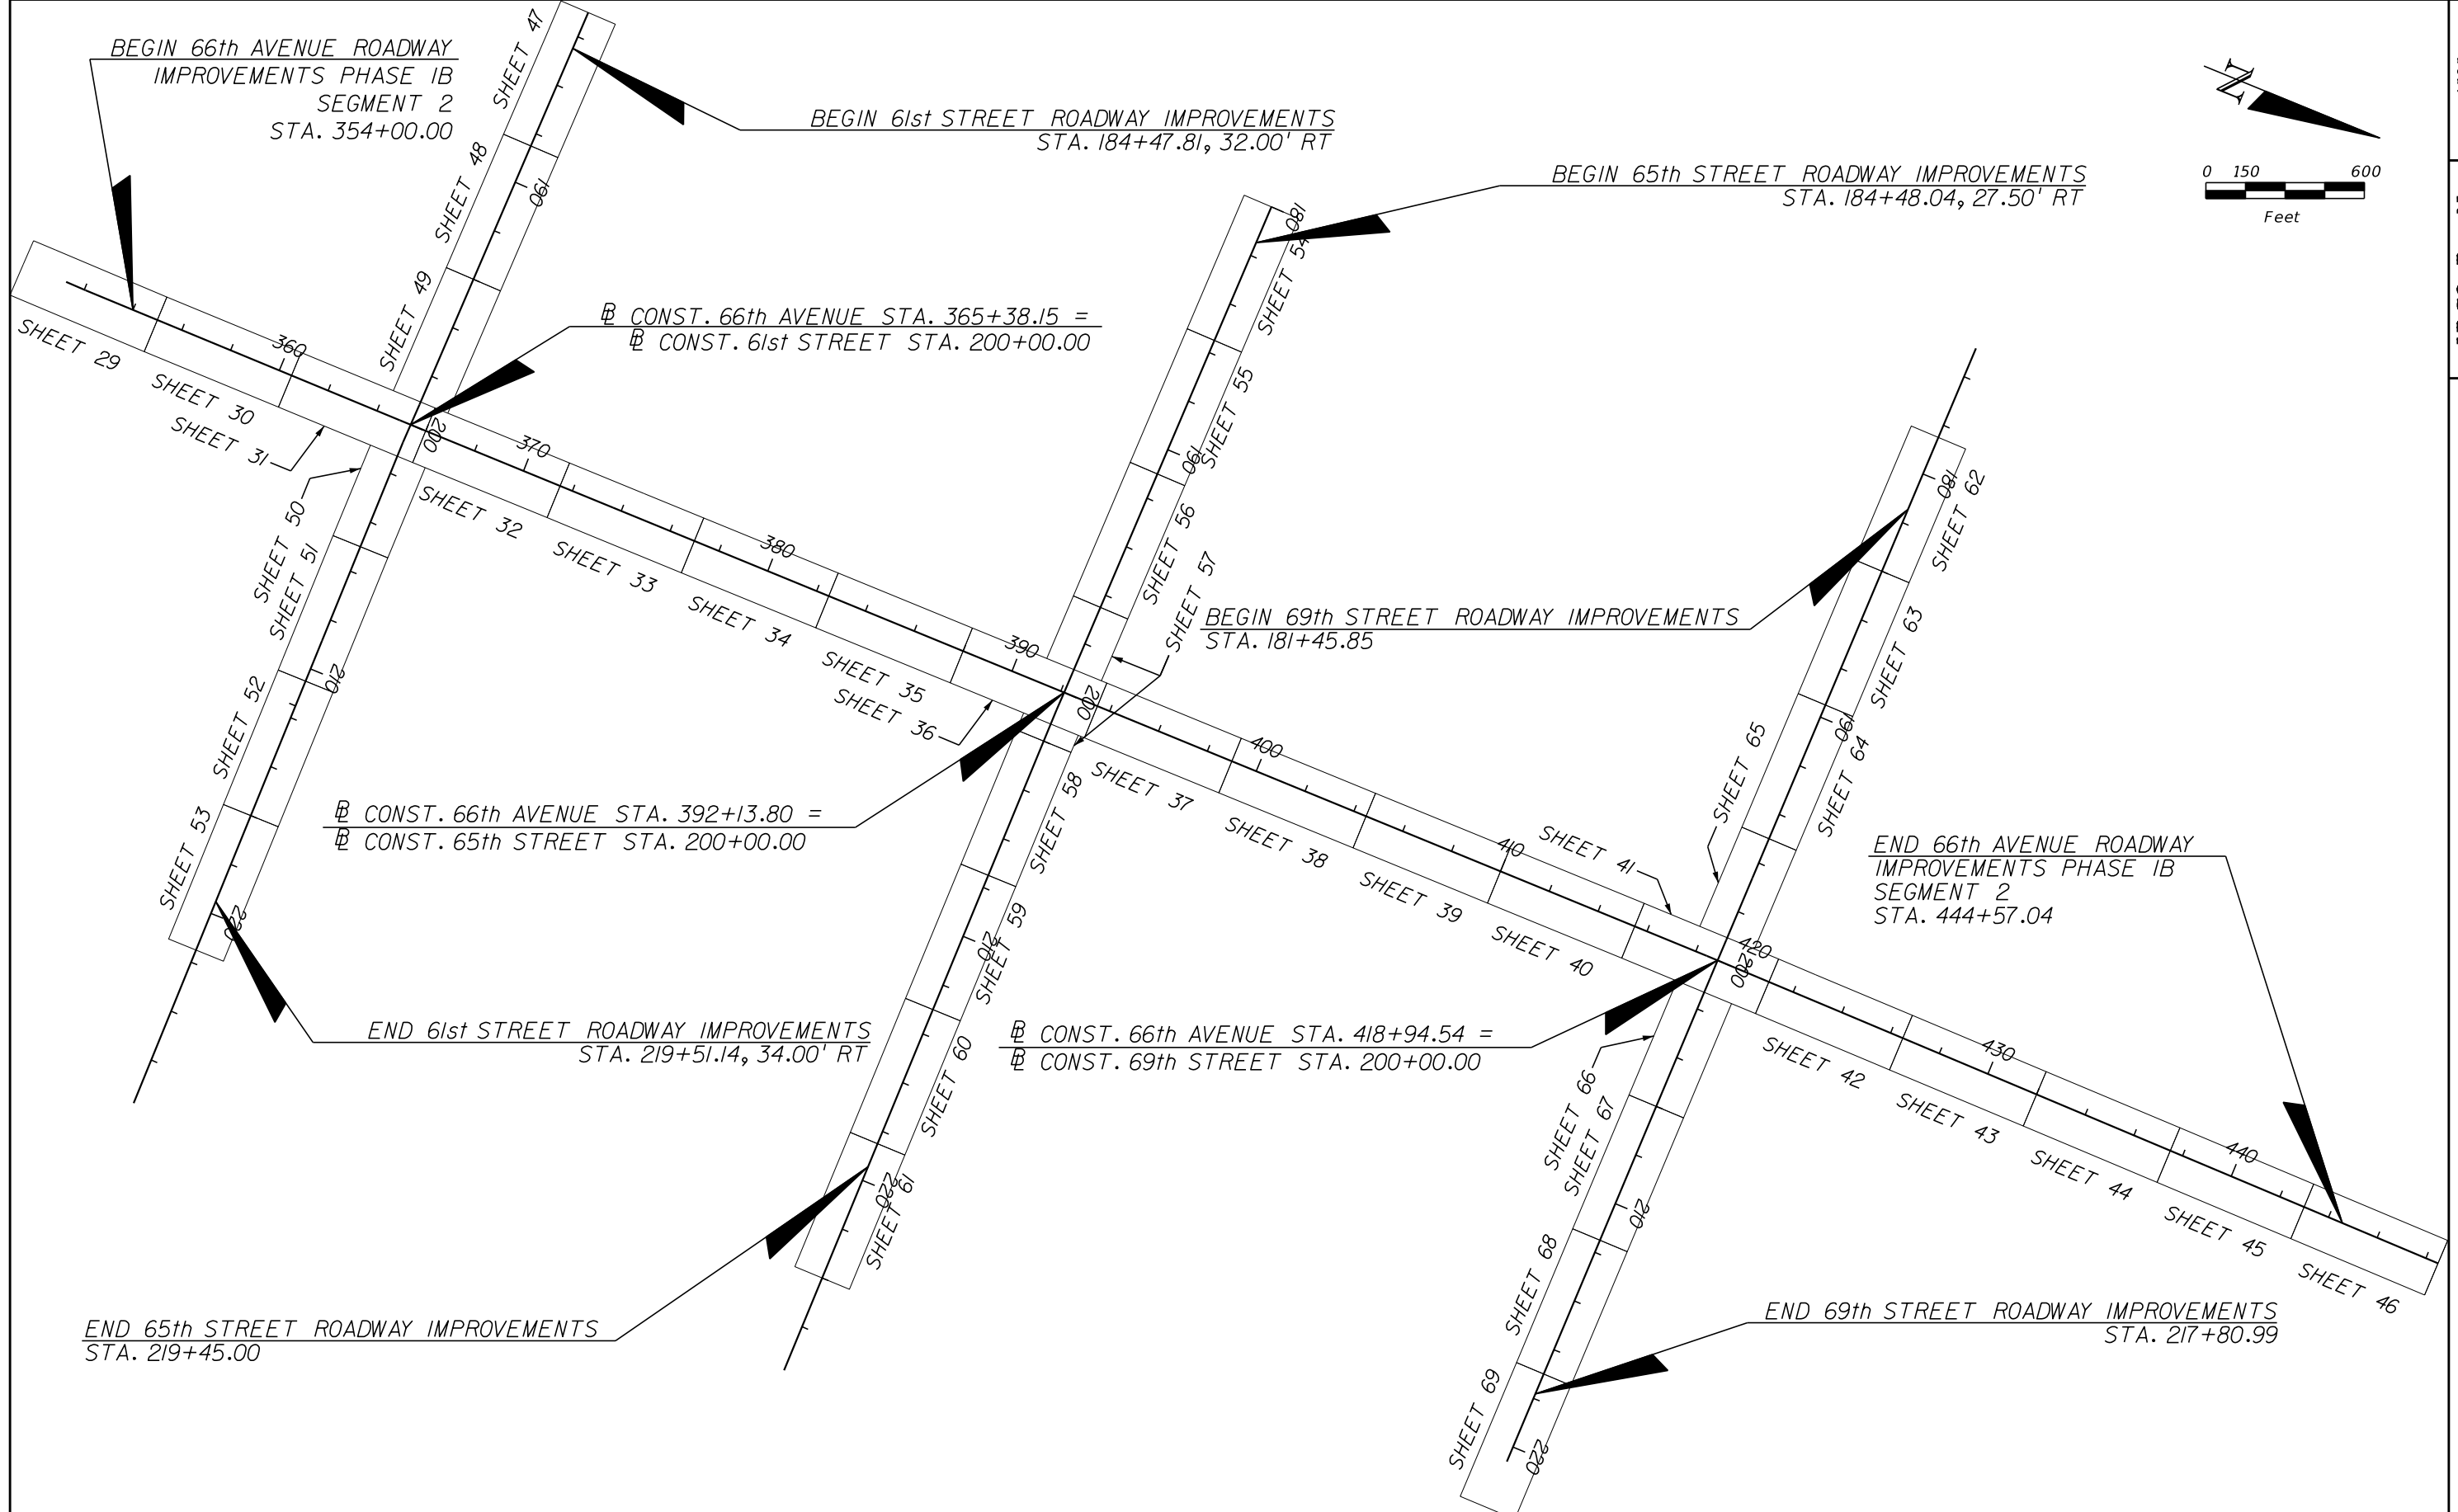 BEGIN 66th AVENUE ROADWAY
IMPROVEMENTS PHASE 1B
SEGMENT 2
STA. 354+00.00
SHEET 47
SHEET 48
SHEET 49
190
BEGIN 61st STREET ROADWAY IMPROVEMENTS
STA. 184+47.81, 32.00' RT
BEGIN 65th STREET ROADWAY IMPROVEMENTS
STA. 184+48.04, 27.50' RT
N
0 150 600
Feet
180
SHEET 54
SHEET 55
190
SHEET 56
SHEET 57
℄ CONST. 66th AVENUE STA. 365+38.15 =
℄ CONST. 61st STREET STA. 200+00.00
SHEET 29
SHEET 30
SHEET 31
360
200
370
SHEET 32
SHEET 33
380
SHEET 34
SHEET 35
SHEET 36
390
200
SHEET 50
SHEET 51
210
SHEET 52
SHEET 53
220
BEGIN 69th STREET ROADWAY IMPROVEMENTS
STA. 181+45.85
180
SHEET 62
SHEET 63
190
SHEET 64
SHEET 65
400
SHEET 37
SHEET 38
SHEET 39
410
SHEET 40
SHEET 41
420
200
℄ CONST. 66th AVENUE STA. 392+13.80 =
℄ CONST. 65th STREET STA. 200+00.00
SHEET 58
SHEET 59
210
SHEET 60
220
SHEET 61
END 66th AVENUE ROADWAY
IMPROVEMENTS PHASE 1B
SEGMENT 2
STA. 444+57.04
END 61st STREET ROADWAY IMPROVEMENTS
STA. 219+51.14, 34.00' RT
℄ CONST. 66th AVENUE STA. 418+94.54 =
℄ CONST. 69th STREET STA. 200+00.00
SHEET 42
430
SHEET 43
SHEET 44
440
SHEET 45
SHEET 46
SHEET 66
SHEET 67
210
SHEET 68
SHEET 69
220
END 65th STREET ROADWAY IMPROVEMENTS
STA. 219+45.00
END 69th STREET ROADWAY IMPROVEMENTS
STA. 217+80.99